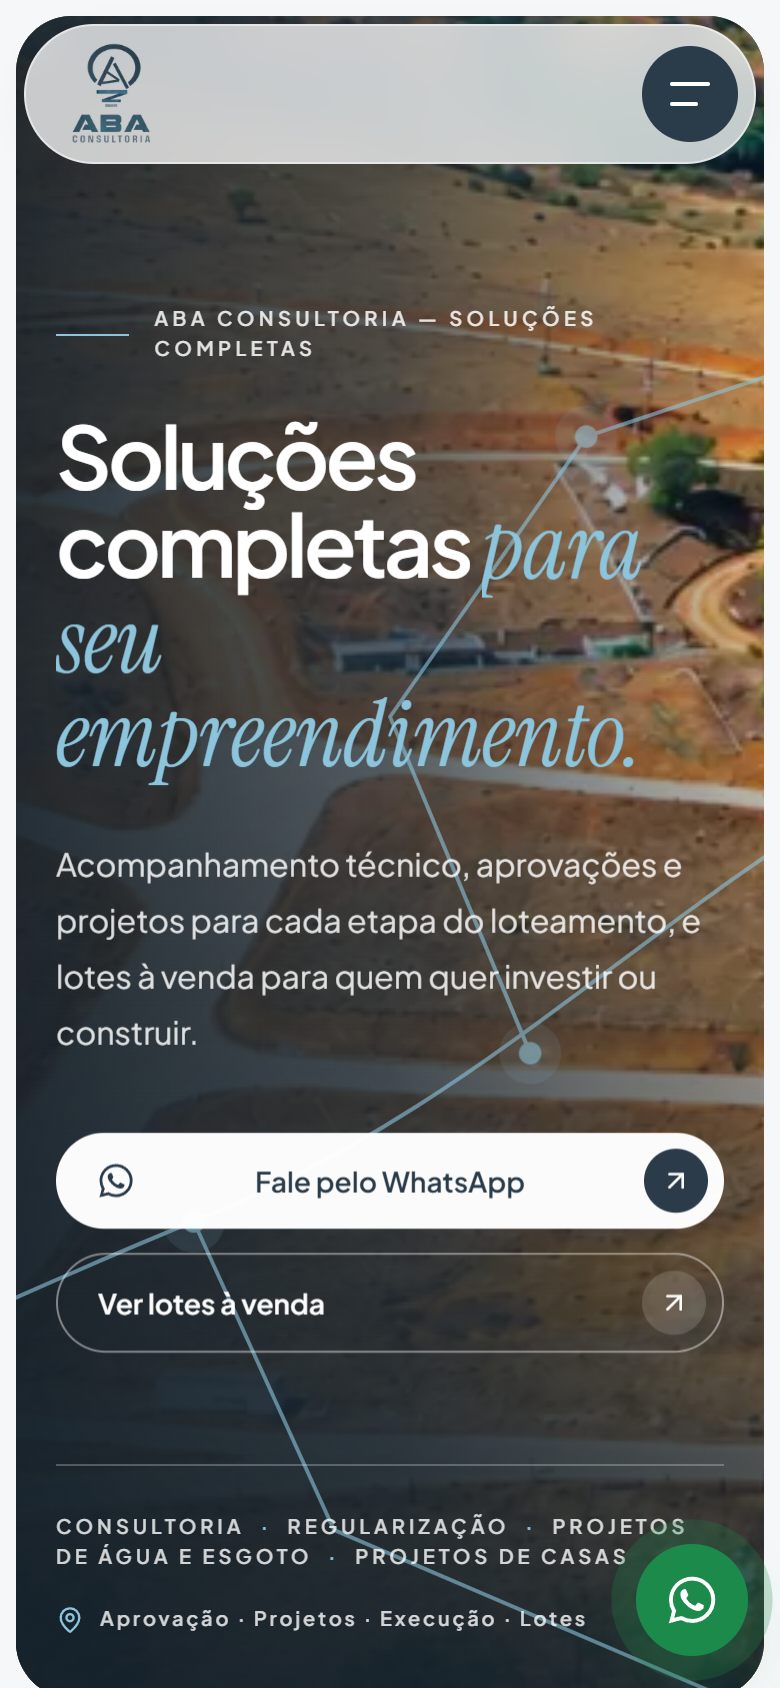 ABA
CONSULTORIA
ABA CONSULTORIA — SOLUÇÕES
COMPLETAS
Soluções
completas para
seu
empreendimento.
Acompanhamento técnico, aprovações e
projetos para cada etapa do loteamento, e
lotes à venda para quem quer investir ou
construir.
Fale pelo WhatsApp
Ver lotes à venda
CONSULTORIA · REGULARIZAÇÃO · PROJETOS
DE ÁGUA E ESGOTO · PROJETOS DE CASAS
Aprovação · Projetos · Execução · Lotes